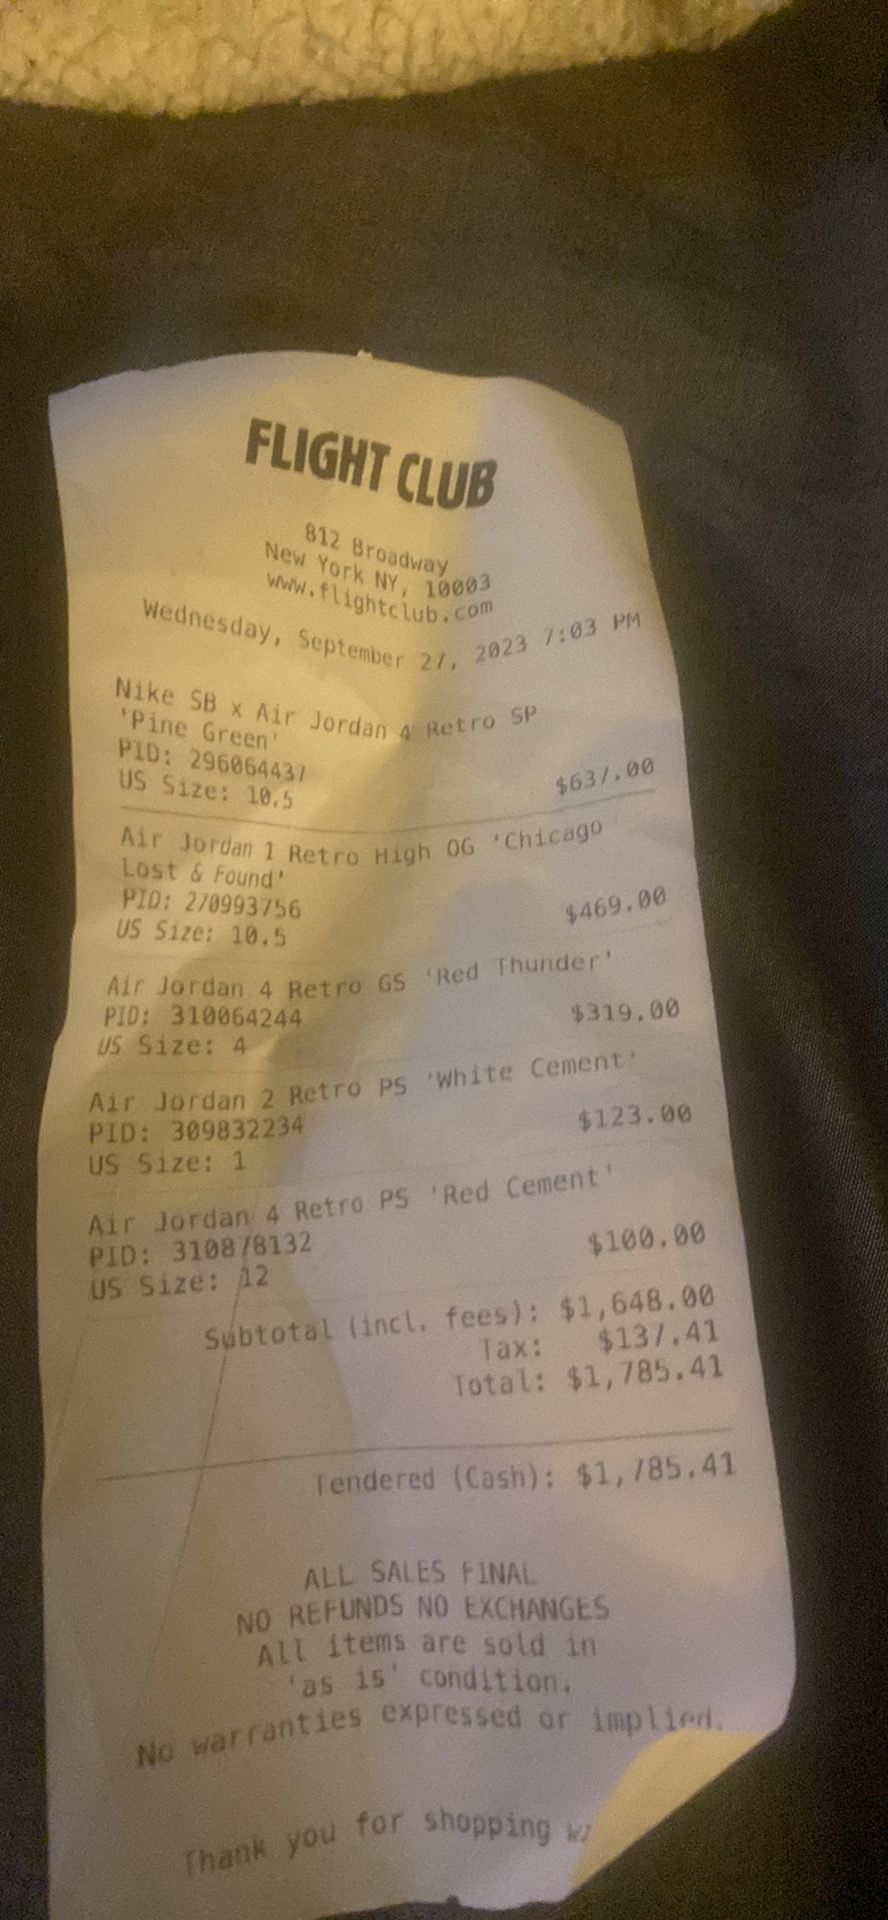 FLIGHT CLUB
812 Broadway
New York NY, 10003
www.flightclub.com
Wednesday, September 27, 2023 7:03 PM
Nike SB x Air Jordan 4 Retro SP
'Pine Green'
PID: 296064437
US Size: 10.5
$637.00
Air Jordan 1 Retro High OG 'Chicago
Lost & Found'
PID: 270993756
$469.00
US Size: 10.5
Air Jordan 4 Retro GS 'Red Thunder'
PID: 310064244
$319.00
US Size: 4
Air Jordan 2 Retro PS 'White Cement'
PID: 309832234
$123.00
US Size: 1
Air Jordan 4 Retro PS 'Red Cement'
PID: 310878132
$100.00
US Size: 12
Subtotal (incl. fees): $1,648.00
Tax: $137.41
Total: $1,785.41
Tendered (Cash): $1,785.41
ALL SALES FINAL
NO REFUNDS NO EXCHANGES
All items are sold in
'as is' condition.
No warranties expressed or implied.
Thank you for shopping